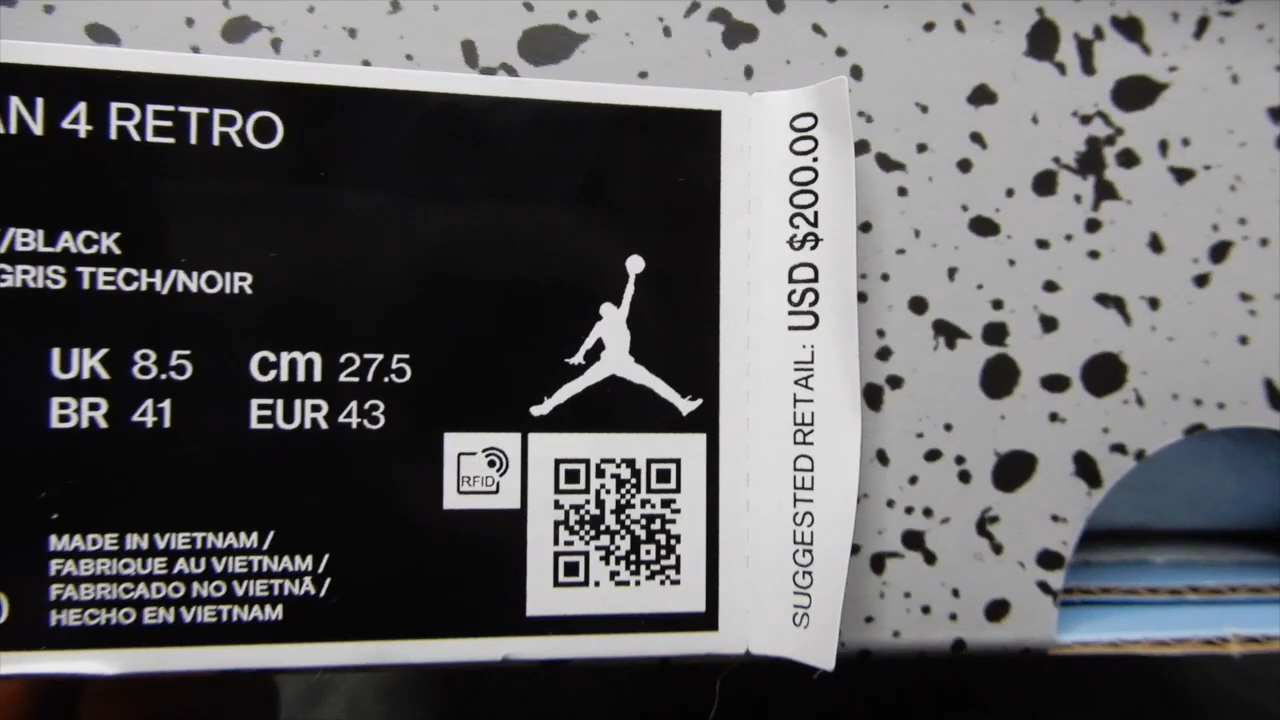 AN 4 RETRO
/BLACK
GRIS TECH/NOIR
UK 8.5 cm 27.5
BR 41 EUR 43
RFID
MADE IN VIETNAM /
FABRIQUE AU VIETNAM /
FABRICADO NO VIETNÃ /
HECHO EN VIETNAM
SUGGESTED RETAIL: USD $200.00